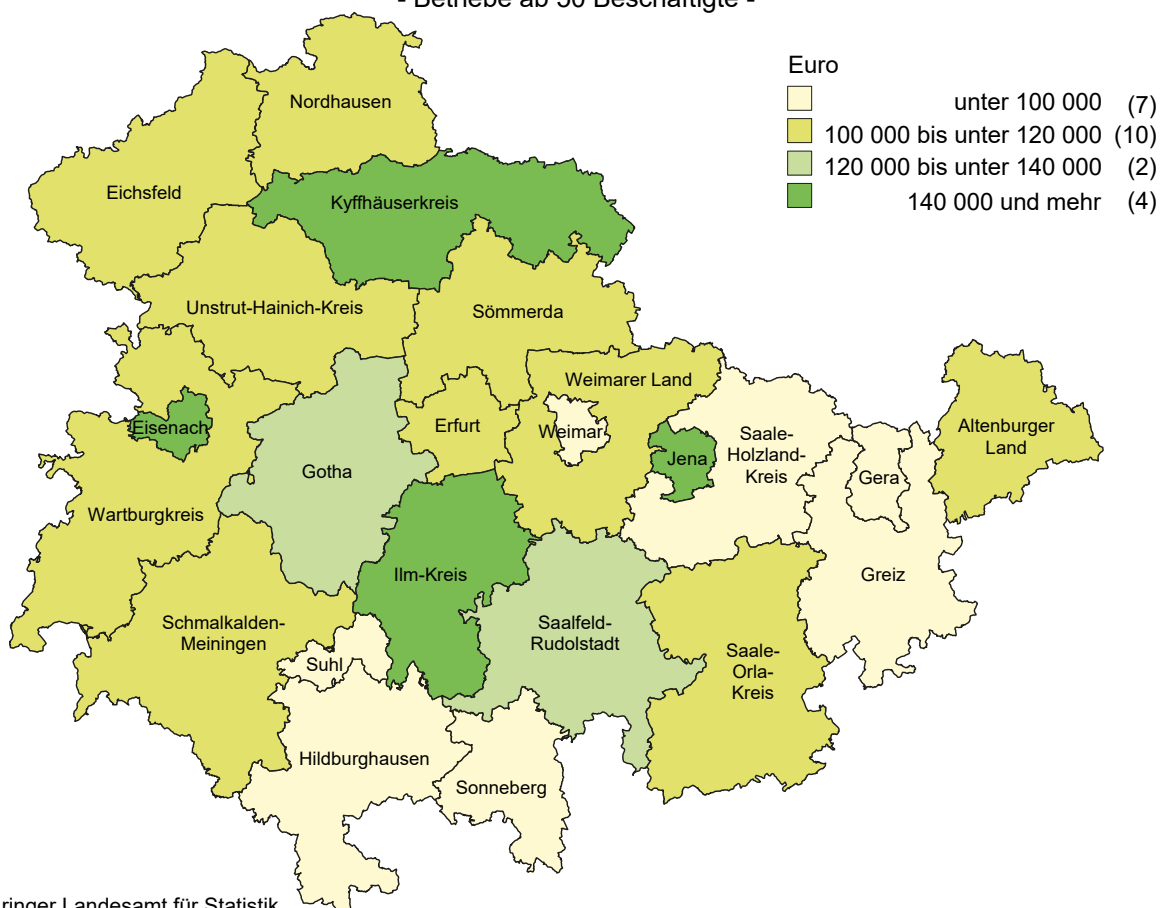 - Betriebe ab 50 Beschäftigte -
Euro
unter 100 000 (7)
100 000 bis unter 120 000 (10)
120 000 bis unter 140 000 (2)
140 000 und mehr (4)
Nordhausen
Eichsfeld
Kyffhäuserkreis
Unstrut-Hainich-Kreis
Sömmerda
Weimarer Land
Eisenach
Erfurt
Weimar
Jena
Saale-
Holzland-
Kreis
Gera
Altenburger
Land
Gotha
Wartburgkreis
Ilm-Kreis
Greiz
Schmalkalden-
Meiningen
Saalfeld-
Rudolstadt
Suhl
Saale-
Orla-
Kreis
Hildburghausen
Sonneberg
ringer Landesamt für Statistik